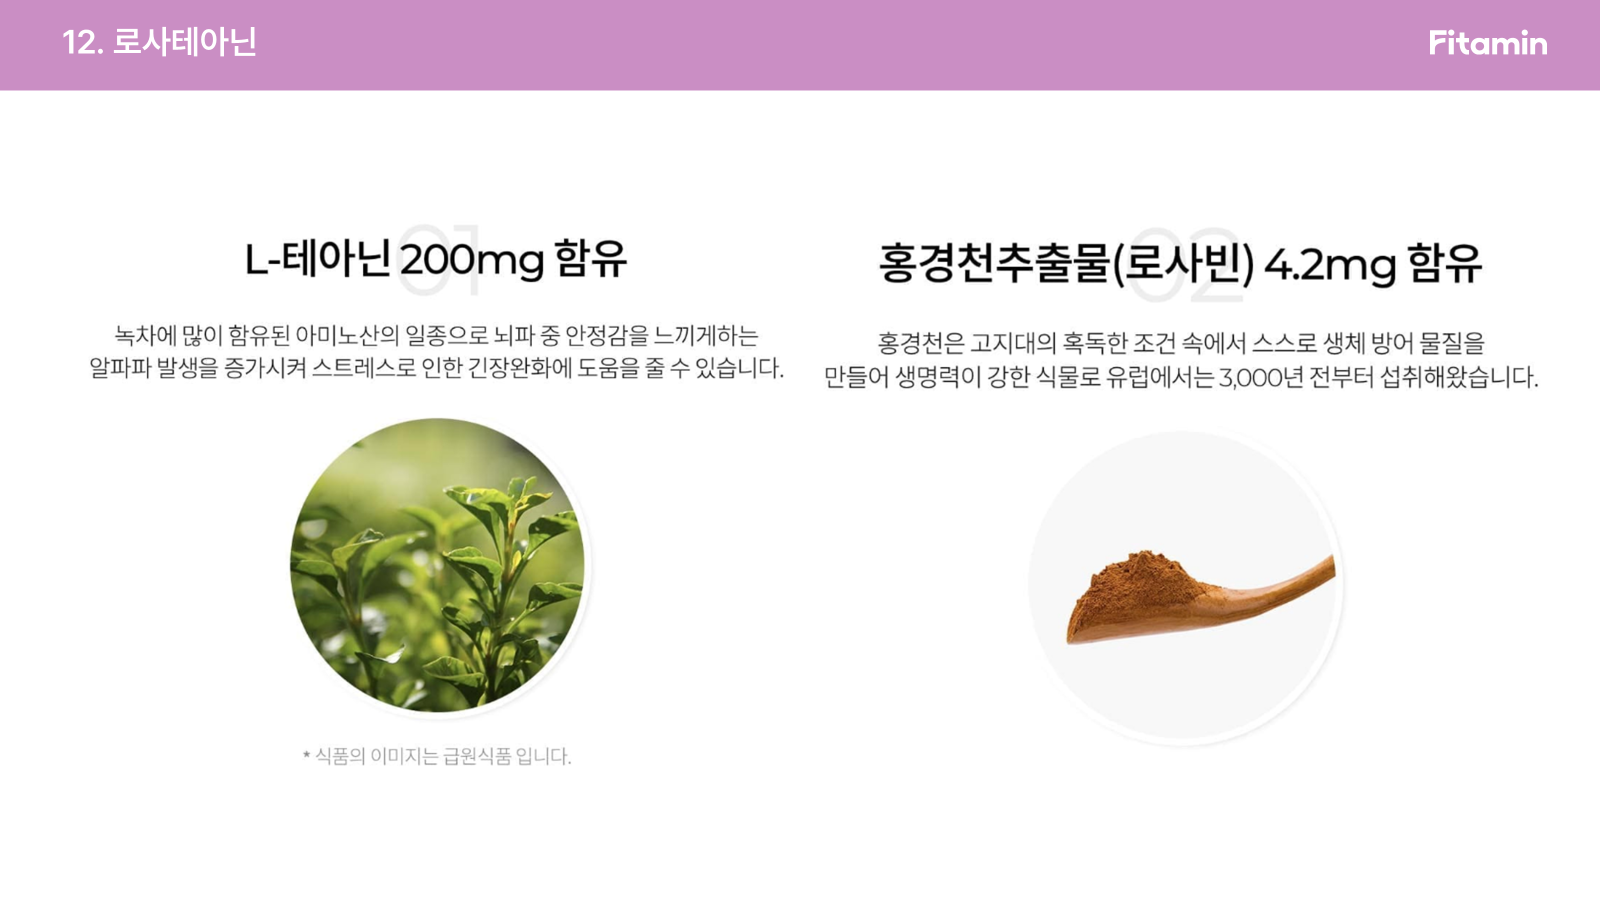 12. 로사테아닌
Fitamin
01
L-테아닌 200mg 함유
녹차에 많이 함유된 아미노산의 일종으로 뇌파 중 안정감을 느끼게하는
알파파 발생을 증가시켜 스트레스로 인한 긴장완화에 도움을 줄 수 있습니다.
* 식품의 이미지는 급원식품 입니다.
02
홍경천추출물(로사빈) 4.2mg 함유
홍경천은 고지대의 혹독한 조건 속에서 스스로 생체 방어 물질을
만들어 생명력이 강한 식물로 유럽에서는 3,000년 전부터 섭취해왔습니다.